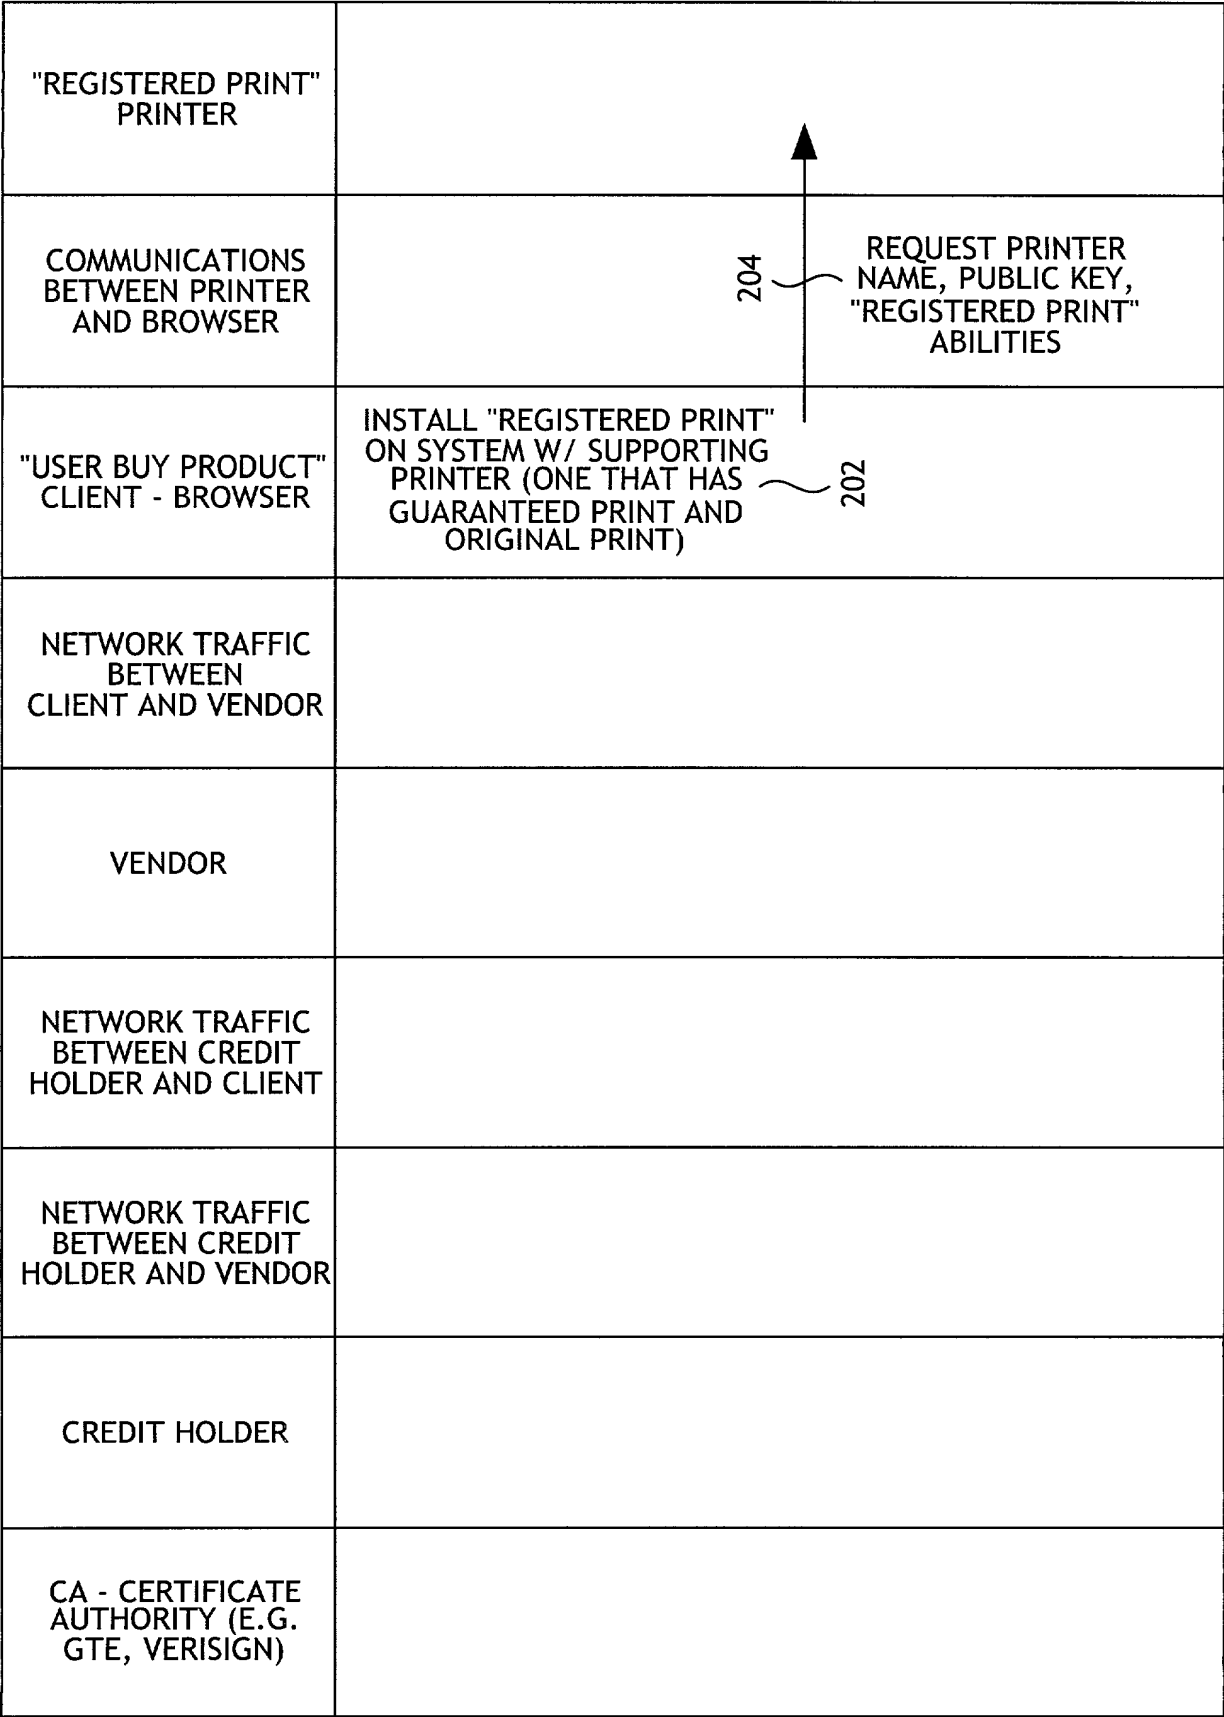 "REGISTERED PRINT"
PRINTER
COMMUNICATIONS
BETWEEN PRINTER
AND BROWSER
204
REQUEST PRINTER
NAME, PUBLIC KEY,
"REGISTERED PRINT"
ABILITIES
"USER BUY PRODUCT"
CLIENT - BROWSER
INSTALL "REGISTERED PRINT"
ON SYSTEM W/ SUPPORTING
PRINTER (ONE THAT HAS
GUARANTEED PRINT AND
ORIGINAL PRINT)
202
NETWORK TRAFFIC
BETWEEN
CLIENT AND VENDOR
VENDOR
NETWORK TRAFFIC
BETWEEN CREDIT
HOLDER AND CLIENT
NETWORK TRAFFIC
BETWEEN CREDIT
HOLDER AND VENDOR
CREDIT HOLDER
CA - CERTIFICATE
AUTHORITY (E.G.
GTE, VERISIGN)